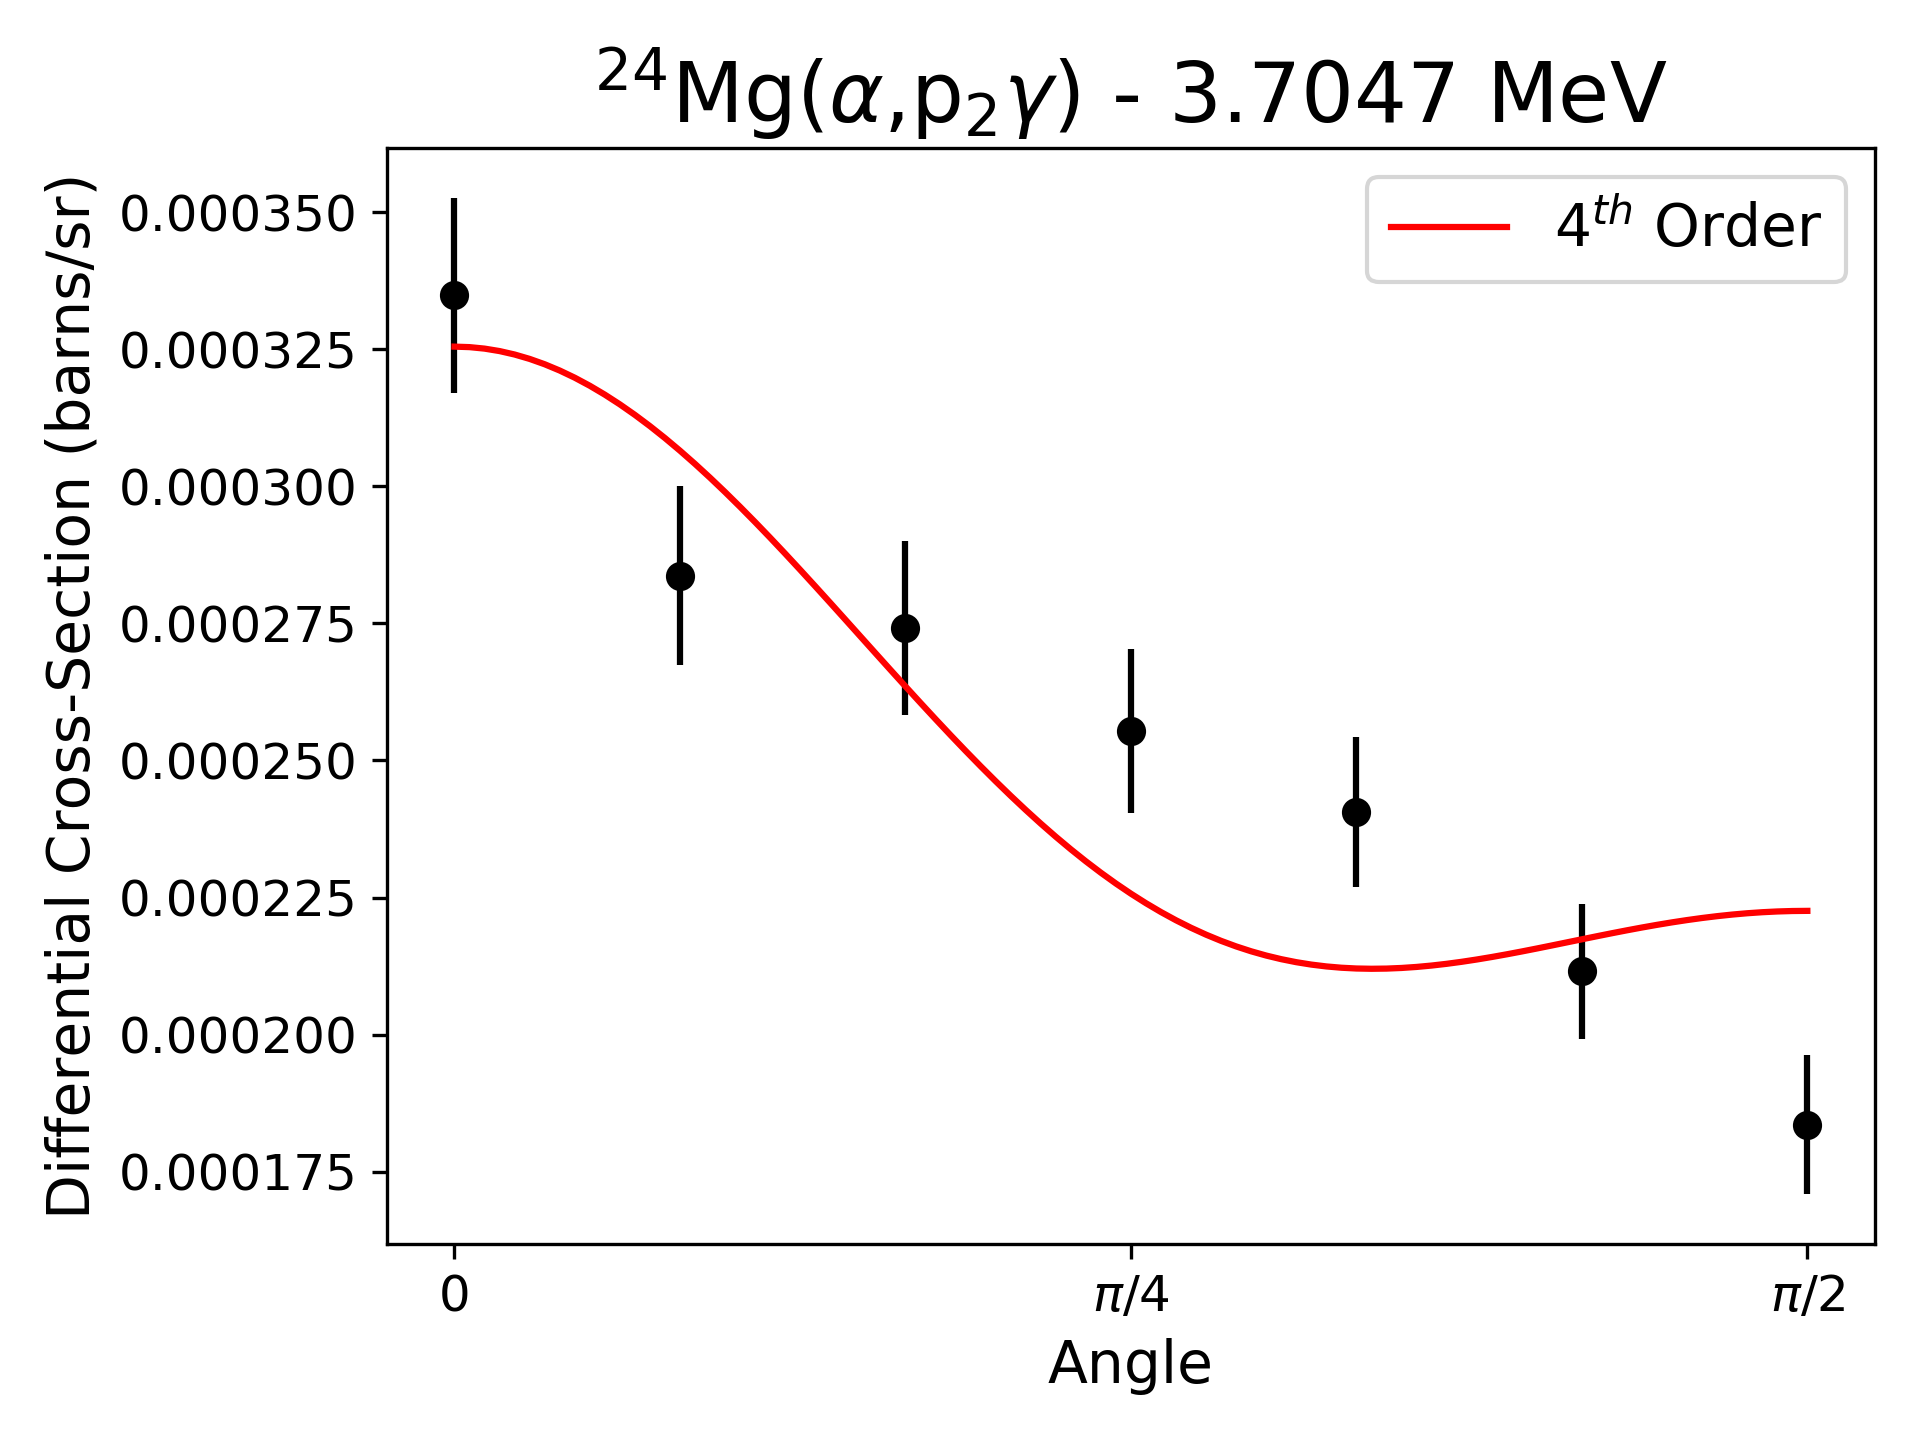 ²⁴Mg(α,p₂γ) - 3.7047 MeV
4ᵗʰ Order
Differential Cross-Section (barns/sr)
0.000350
0.000325
0.000300
0.000275
0.000250
0.000225
0.000200
0.000175
0
π/4
π/2
Angle